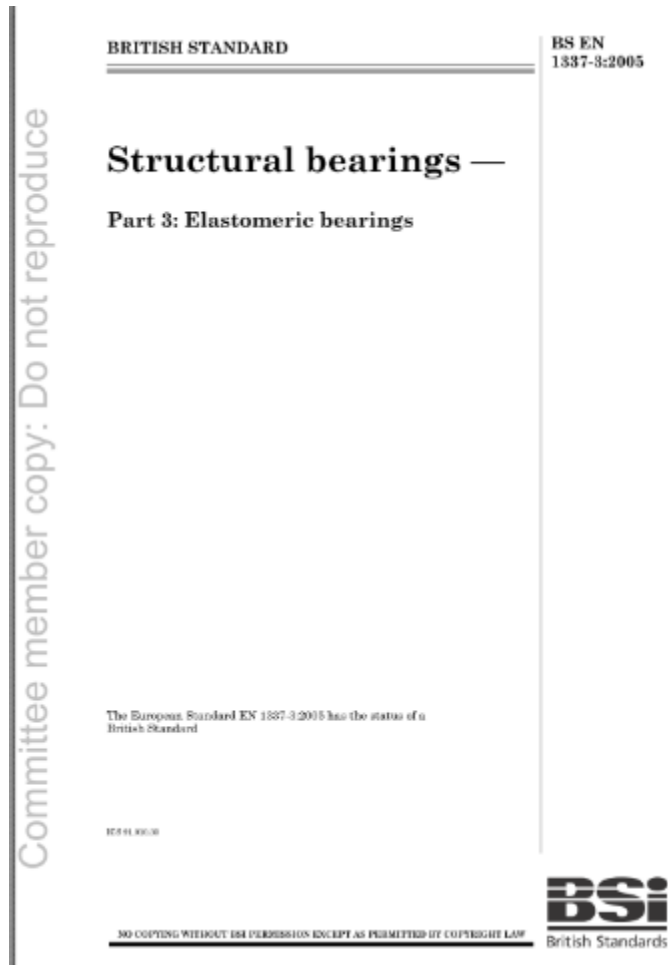 BRITISH STANDARD
BS EN
1337-3:2005
Structural bearings —
Part 3: Elastomeric bearings
Committee member copy: Do not reproduce
The European Standard EN 1337-3:2005 has the status of a
British Standard
NO COPYING WITHOUT BSI PERMISSION EXCEPT AS PERMITTED BY COPYRIGHT LAW
BSi
British Standards